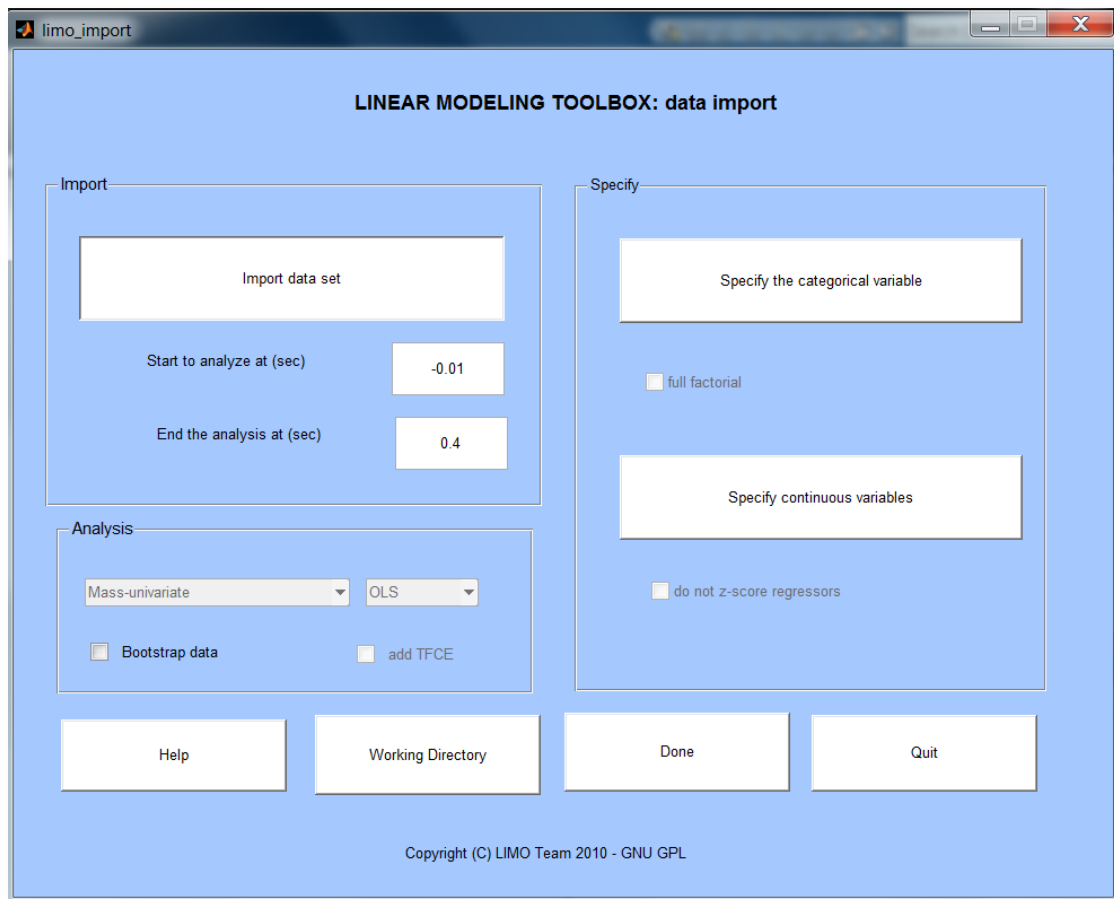 limo_import
LINEAR MODELING TOOLBOX: data import
Import
Import data set
Start to analyze at (sec)
-0.01
End the analysis at (sec)
0.4
Analysis
Mass-univariate
OLS
Bootstrap data
add TFCE
Specify
Specify the categorical variable
full factorial
Specify continuous variables
do not z-score regressors
Help
Working Directory
Done
Quit
Copyright (C) LIMO Team 2010 - GNU GPL